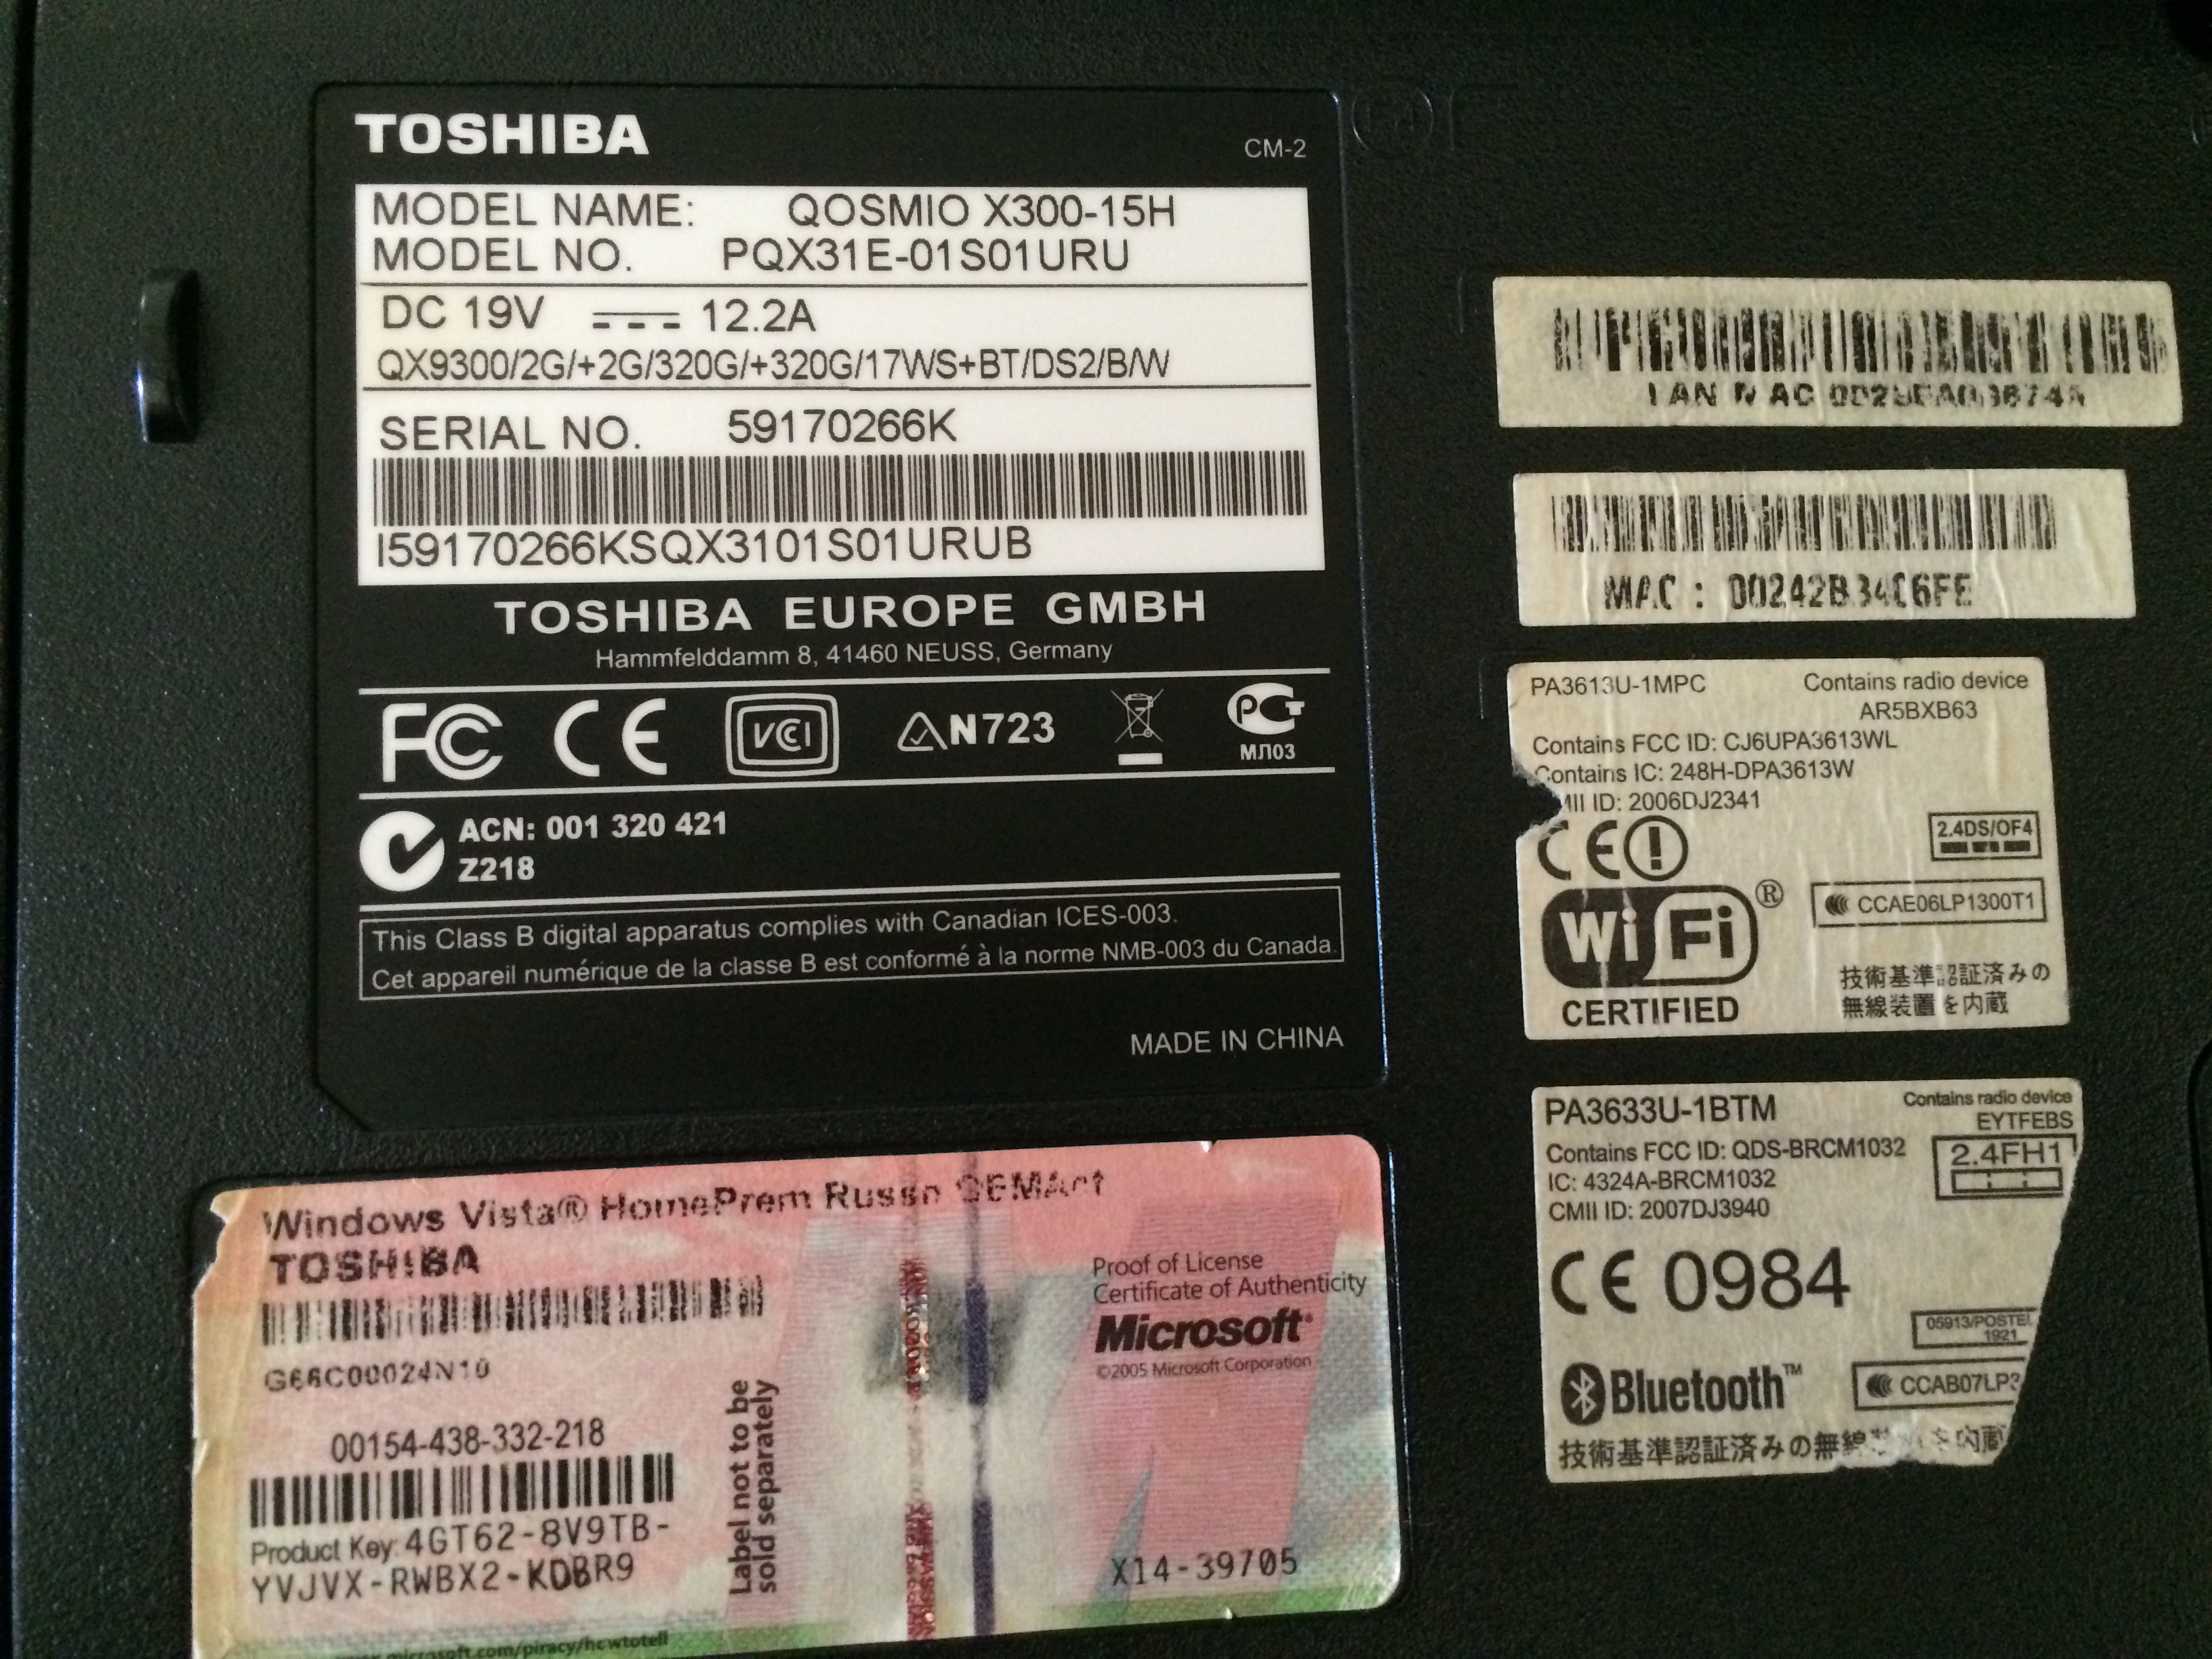 TOSHIBA
CM-2
MODEL NAME: QOSMIO X300-15H
MODEL NO. PQX31E-01S01URU
DC 19V 12.2A
QX9300/2G/+2G/320G/+320G/17WS+BT/DS2/B/W
SERIAL NO. 59170266K
I59170266KSQX3101S01URUB
TOSHIBA EUROPE GMBH
Hammfelddamm 8, 41460 NEUSS, Germany
FC CE VCI N723 РСТ
МЛ03
ACN: 001 320 421
Z218
This Class B digital apparatus complies with Canadian ICES-003.
Cet appareil numérique de la classe B est conformé à la norme NMB-003 du Canada.
MADE IN CHINA
LAN MAC
MAC : 00242B34C6FE
PA3613U-1MPC Contains radio device
AR5BXB63
Contains FCC ID: CJ6UPA3613WL
Contains IC: 248H-DPA3613W
ID: 2006DJ2341
CE
2.4DS/OF4
Wi Fi ®
CCAE06LP1300T1
CERTIFIED
技術基準認証済みの
無線装置を内蔵
PA3633U-1BTM Contains radio device
EYTFEBS
Contains FCC ID: QDS-BRCM1032
2.4FH1
IC: 4324A-BRCM1032
CMII ID: 2007DJ3940
CE 0984
1921
Bluetooth™
技術基準認証済みの無線
Windows Vista® HomePrem
TOSHIBA
00154-438-332-218
Product Key: 4GT62-8V9TB-
YVJVX-RWBX2-KDBR9
Label not to be
sold separately
Proof of License
Certificate of Authenticity
Microsoft®
©2005 Microsoft Corporation
X14-39705